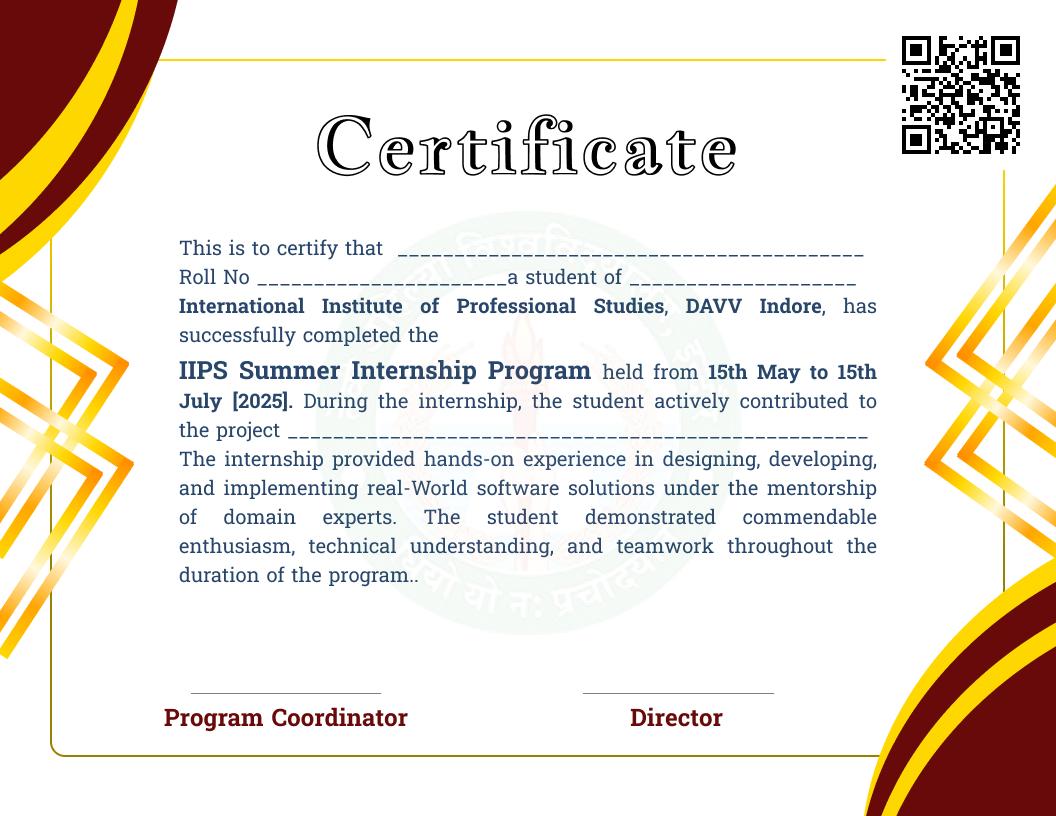 Certificate
This is to certify that _________________________________________
Roll No ______________________a student of ____________________
International Institute of Professional Studies, DAVV Indore, has
successfully completed the
IIPS Summer Internship Program held from 15th May to 15th
July [2025]. During the internship, the student actively contributed to
the project ___________________________________________________
The internship provided hands-on experience in designing, developing,
and implementing real-World software solutions under the mentorship
of domain experts. The student demonstrated commendable
enthusiasm, technical understanding, and teamwork throughout the
duration of the program..
यो नः
Program Coordinator
Director